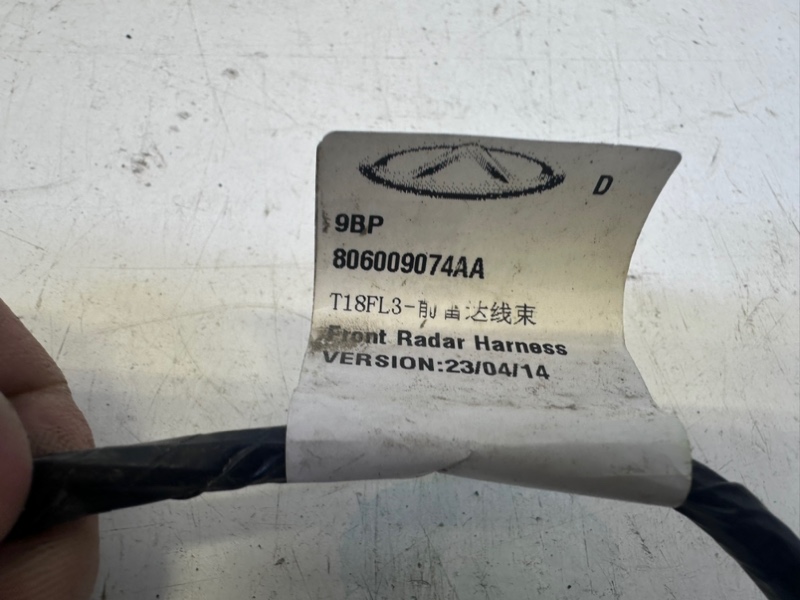 D
9BP
806009074AA
T18FL3-前雷达线束
Front Radar Harness
VERSION:23/04/14